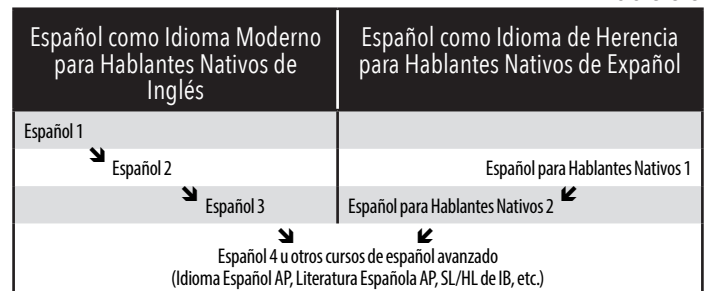 Español como Idioma Moderno
para Hablantes Nativos de
Inglés
Español como Idioma de Herencia
para Hablantes Nativos de Expañol
Español 1
Español 2
Español para Hablantes Nativos 1
Español 3
Español para Hablantes Nativos 2
Español 4 u otros cursos de español avanzado
(Idioma Español AP, Literatura Española AP, SL/HL de IB, etc.)